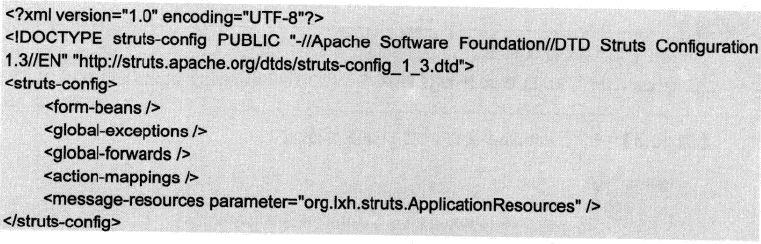 <?xml version="1.0" encoding="UTF-8"?>
<!DOCTYPE struts-config PUBLIC "-//Apache Software Foundation//DTD Struts Configuration
1.3//EN" "http://struts.apache.org/dtds/struts-config_1_3.dtd">
<struts-config>
<form-beans />
<global-exceptions />
<global-forwards />
<action-mappings />
<message-resources parameter="org.lxh.struts.ApplicationResources" />
</struts-config>